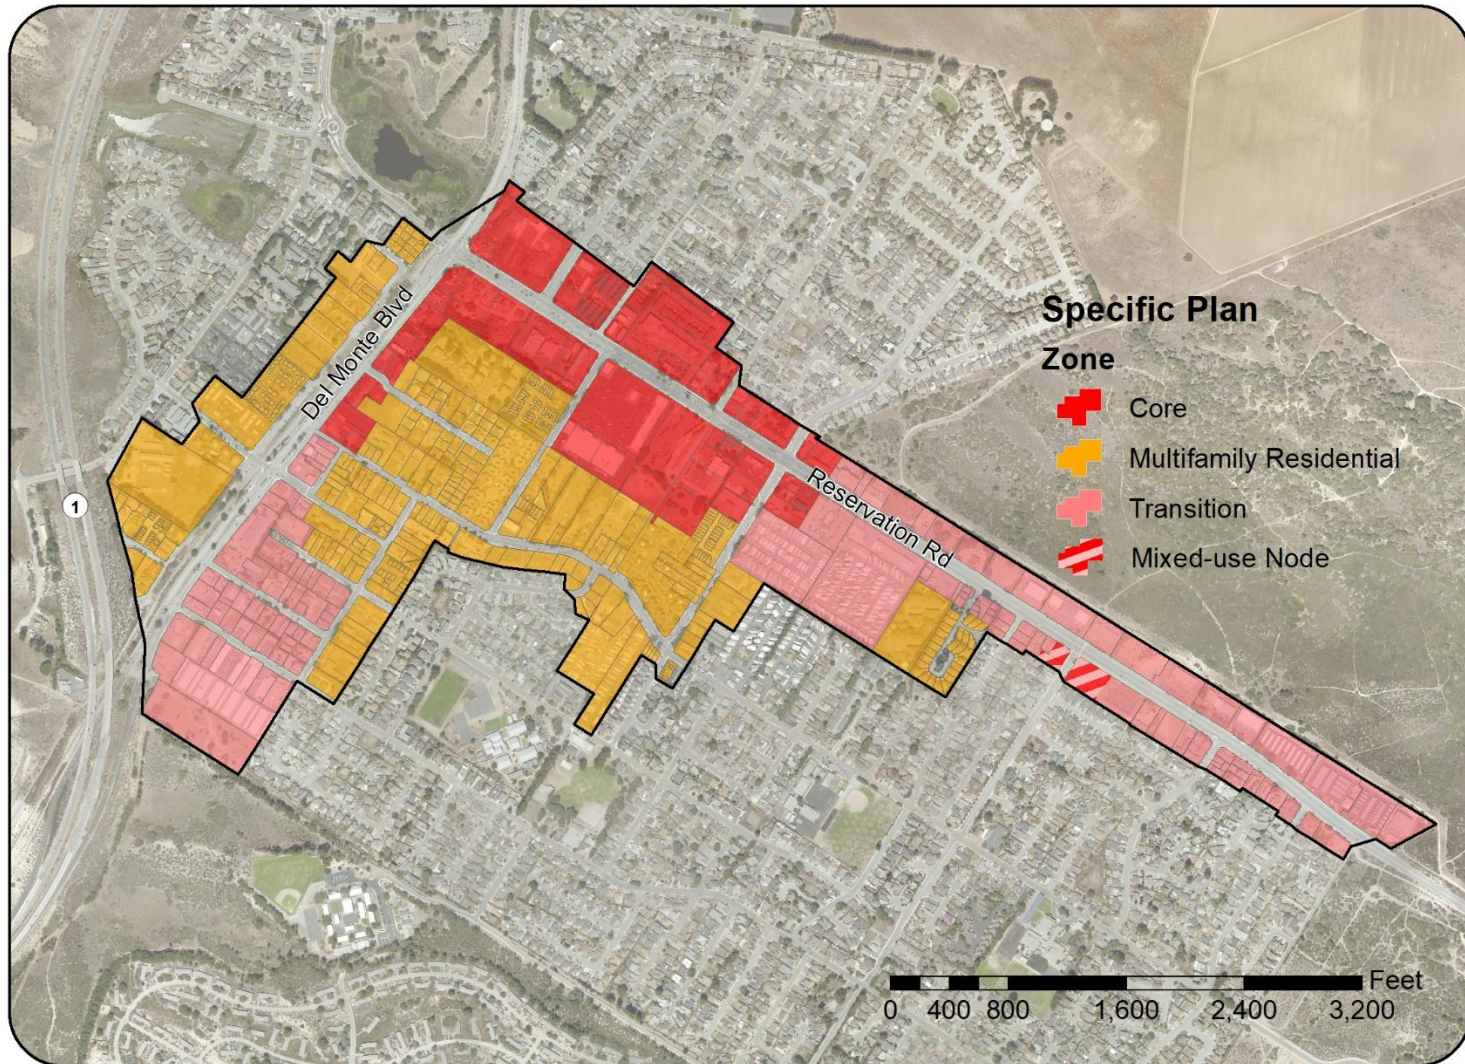 Del Monte Blvd
1
Reservation Rd
Specific Plan
Zone
Core
Multifamily Residential
Transition
Mixed-use Node
Feet
0 400 800 1,600 2,400 3,200